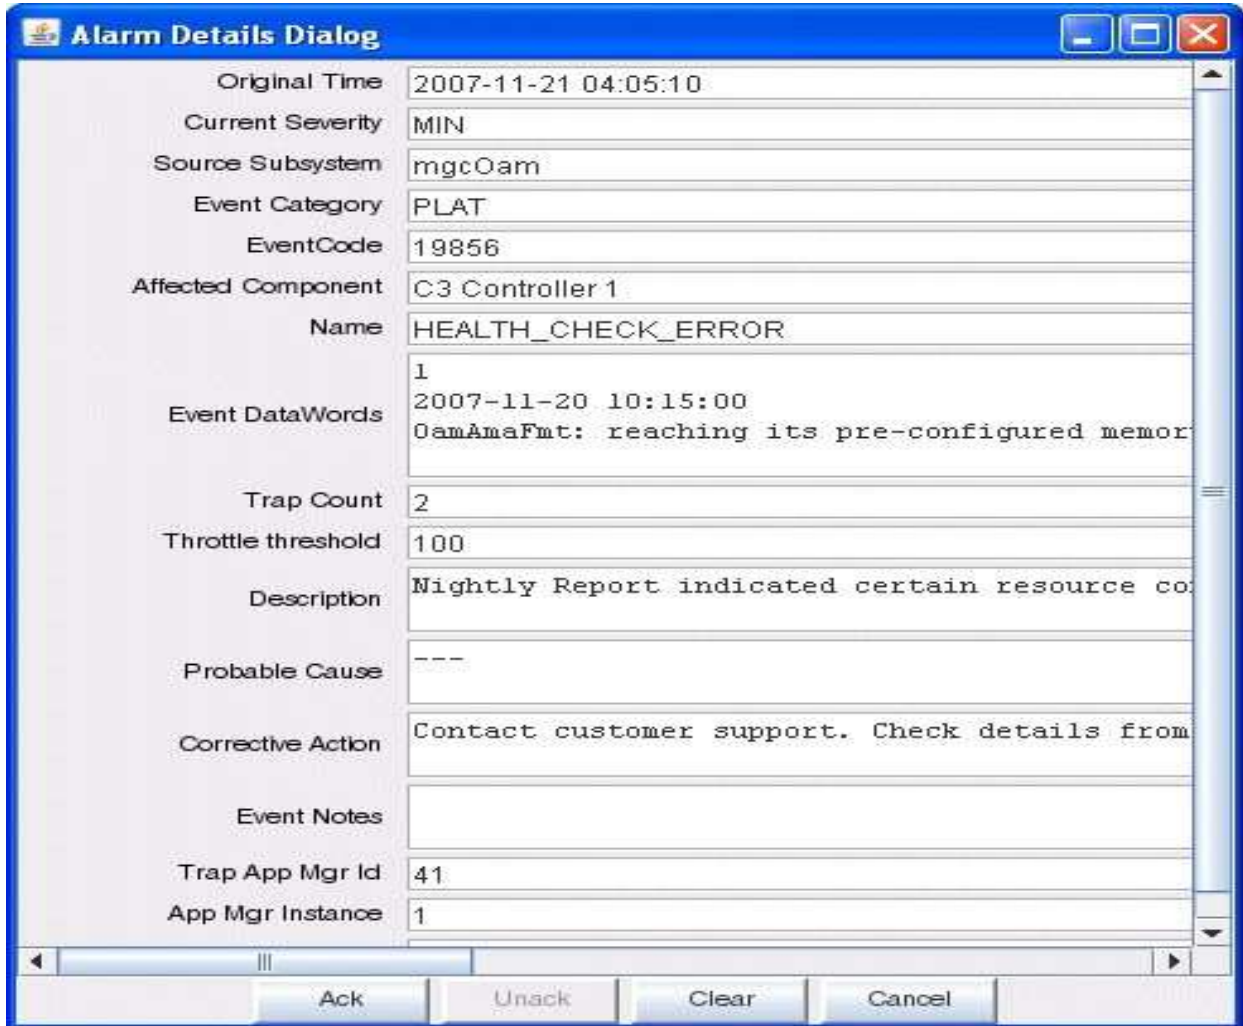 Alarm Details Dialog
Original Time 2007-11-21 04:05:10
Current Severity MIN
Source Subsystem mgcOam
Event Category PLAT
EventCode 19856
Affected Component C3 Controller 1
Name HEALTH_CHECK_ERROR
Event DataWords
1
2007-11-20 10:15:00
OamAmaFmt: reaching its pre-configured memor
Trap Count 2
Throttle threshold 100
Description Nightly Report indicated certain resource co
Probable Cause ---
Corrective Action Contact customer support. Check details from
Event Notes
Trap App Mgr Id 41
App Mgr Instance 1
Ack Unack Clear Cancel